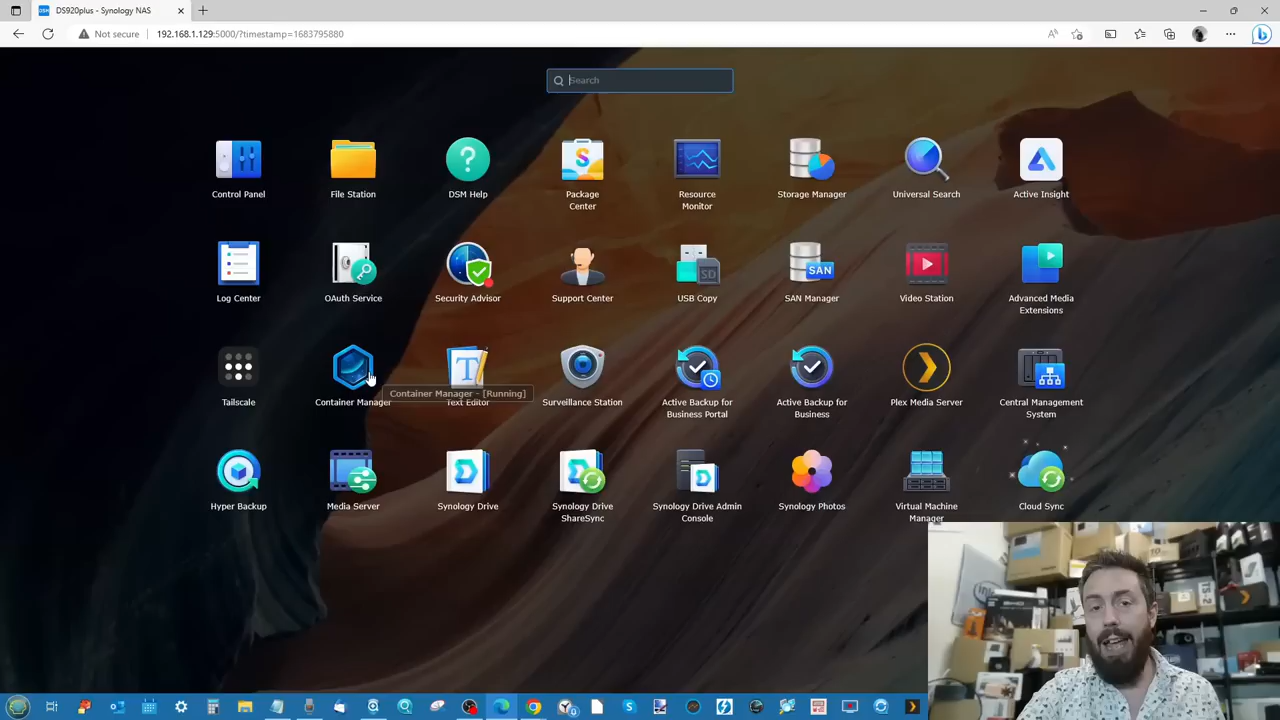 DS920plus - Synology NAS
Not secure
192.168.1.129:5000/?timestamp=1683795880
Search
Control Panel
File Station
DSM Help
Package
Center
Resource
Monitor
Storage Manager
Universal Search
Active Insight
Log Center
OAuth Service
Security Advisor
Support Center
USB Copy
SAN Manager
Video Station
Advanced Media
Extensions
Tailscale
Container Manager
Container Manager - [Running]
Text Editor
Surveillance Station
Active Backup for
Business Portal
Active Backup for
Business
Plex Media Server
Central Management
System
Hyper Backup
Media Server
Synology Drive
Synology Drive
ShareSync
Synology Drive Admin
Console
Synology Photos
Virtual Machine
Manager
Cloud Sync